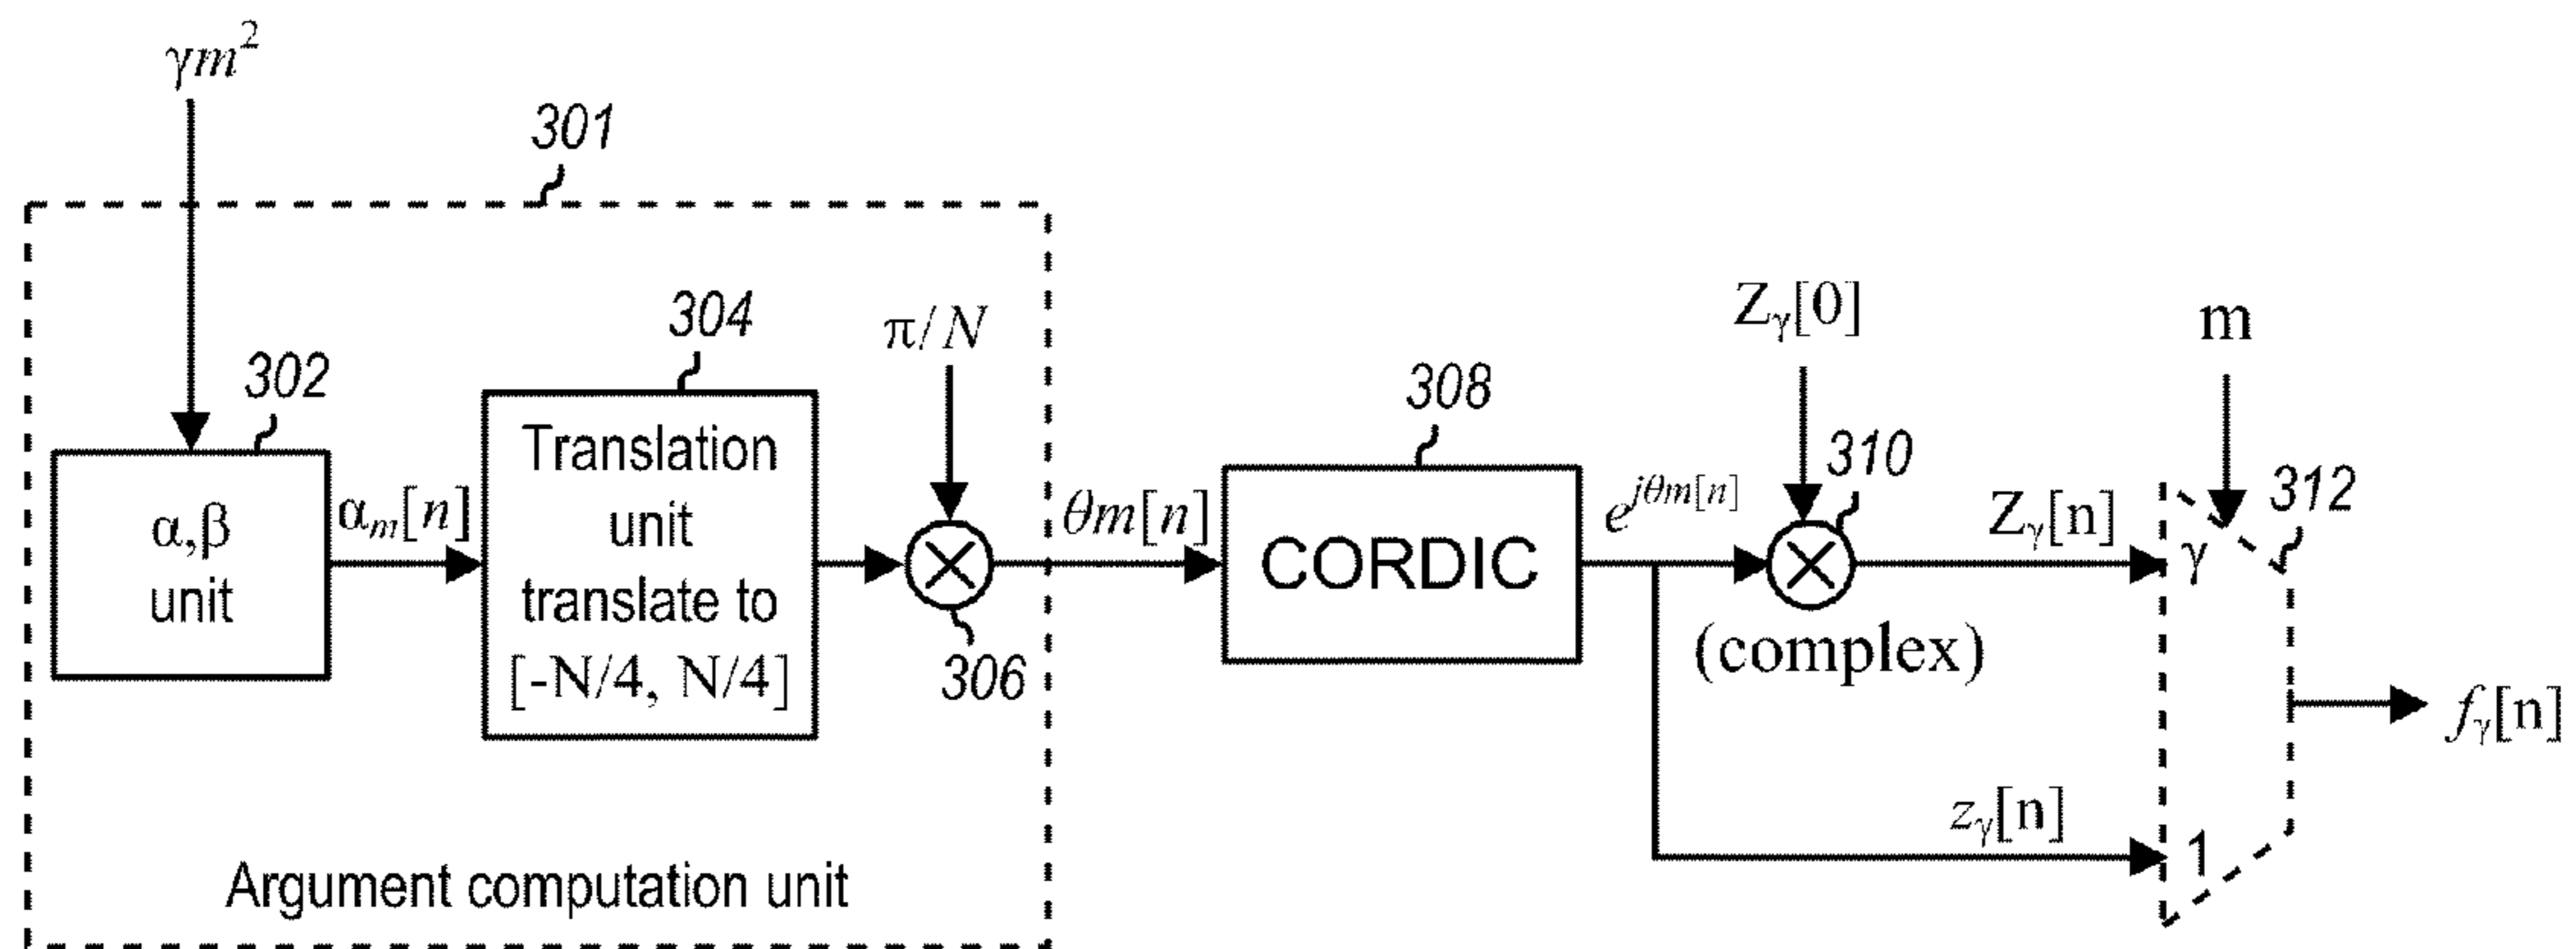 γm²
301
302
α,β
unit
αₘ[n]
304
Translation
unit
translate to
[-N/4, N/4]
π/N
306
Argument computation unit
θm[n]
308
CORDIC
e^{jθm[n]}
Zᵧ[0]
310
(complex)
Zᵧ[n]
zᵧ[n]
m
312
γ
1
fᵧ[n]